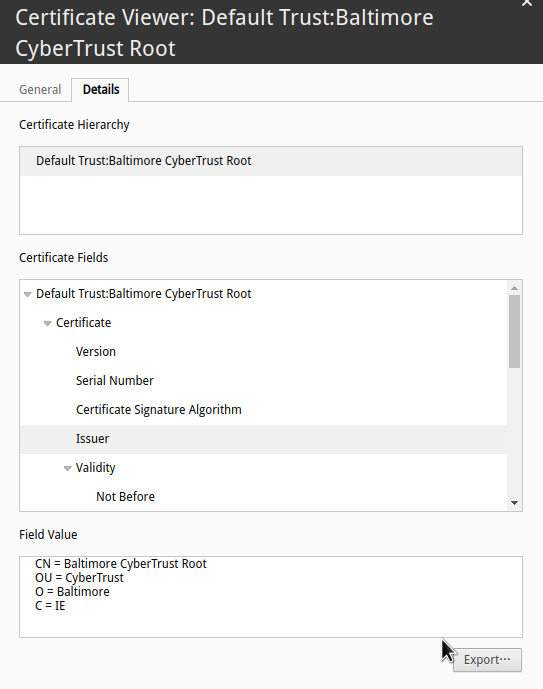 Certificate Viewer: Default Trust:Baltimore
CyberTrust Root
General
Details
Certificate Hierarchy
Default Trust:Baltimore CyberTrust Root
Certificate Fields
Default Trust:Baltimore CyberTrust Root
Certificate
Version
Serial Number
Certificate Signature Algorithm
Issuer
Validity
Not Before
Field Value
CN = Baltimore CyberTrust Root
OU = CyberTrust
O = Baltimore
C = IE
Export···